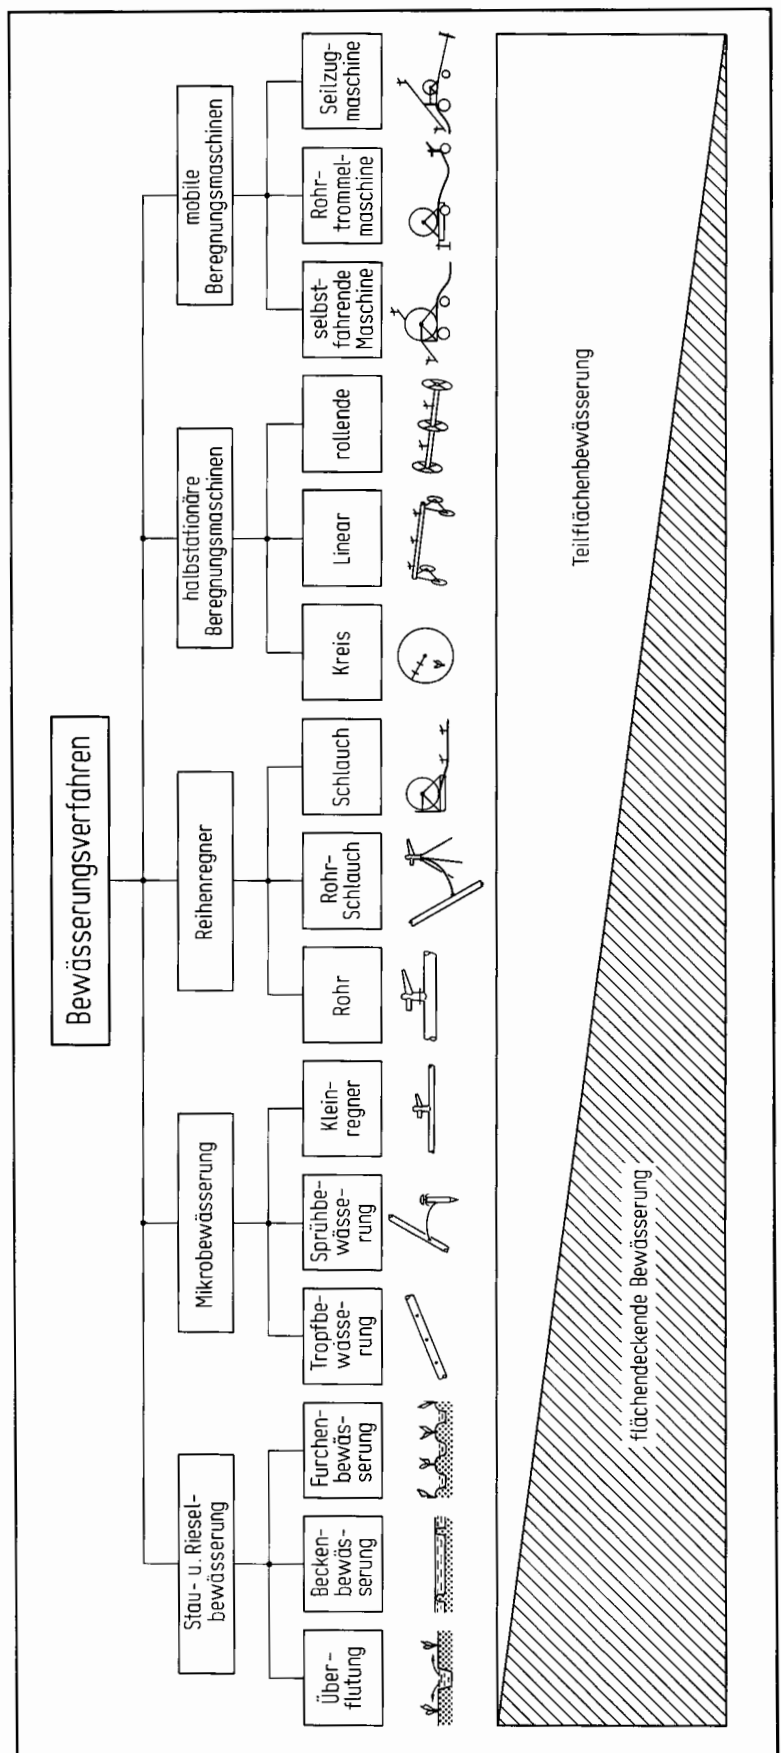 Bewässerungsverfahren
Stau- u. Riesel-
bewässerung
Mikrobewässerung
Reihenregner
halbstationäre
Beregnungsmaschinen
mobile
Beregnungsmaschinen
Über-
flutung
Becken-
bewäs-
serung
Furchen-
bewäs-
serung
Tropfbe-
wässe-
rung
Sprühbe-
wässe-
rung
Klein-
regner
Rohr
Rohr-
Schlauch
Schlauch
Kreis
Linear
rollende
selbst-
fahrende
Maschine
Rohr-
trommel-
maschine
Seilzug-
maschine
flächendeckende Bewässerung
Teilflächenbewässerung